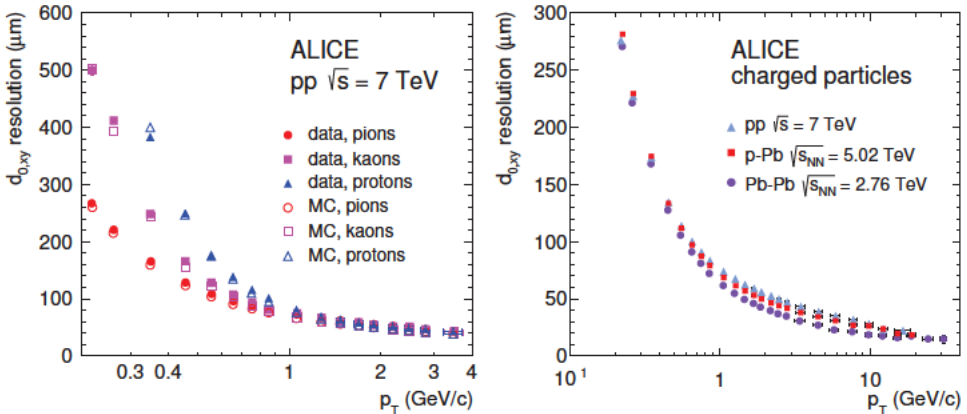 d0,xy resolution (μm)
600
500
400
300
200
100
0
ALICE
pp √s = 7 TeV
data, pions
data, kaons
data, protons
MC, pions
MC, kaons
MC, protons
0.3 0.4 1 2 3 4
pT (GeV/c)
d0,xy resolution (μm)
300
250
200
150
100
50
0
ALICE
charged particles
pp √s = 7 TeV
p-Pb √sNN = 5.02 TeV
Pb-Pb √sNN = 2.76 TeV
10-1 1 10
pT (GeV/c)